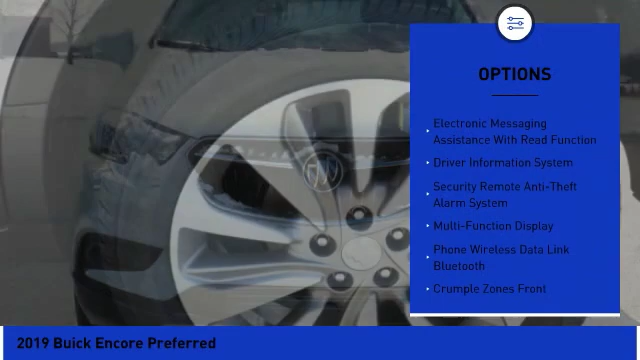 OPTIONS
Electronic Messaging
Assistance With Read Function
Driver Information System
Security Remote Anti-Theft
Alarm System
Multi-Function Display
Phone Wireless Data Link
Bluetooth
Crumple Zones Front
2019 Buick Encore Preferred